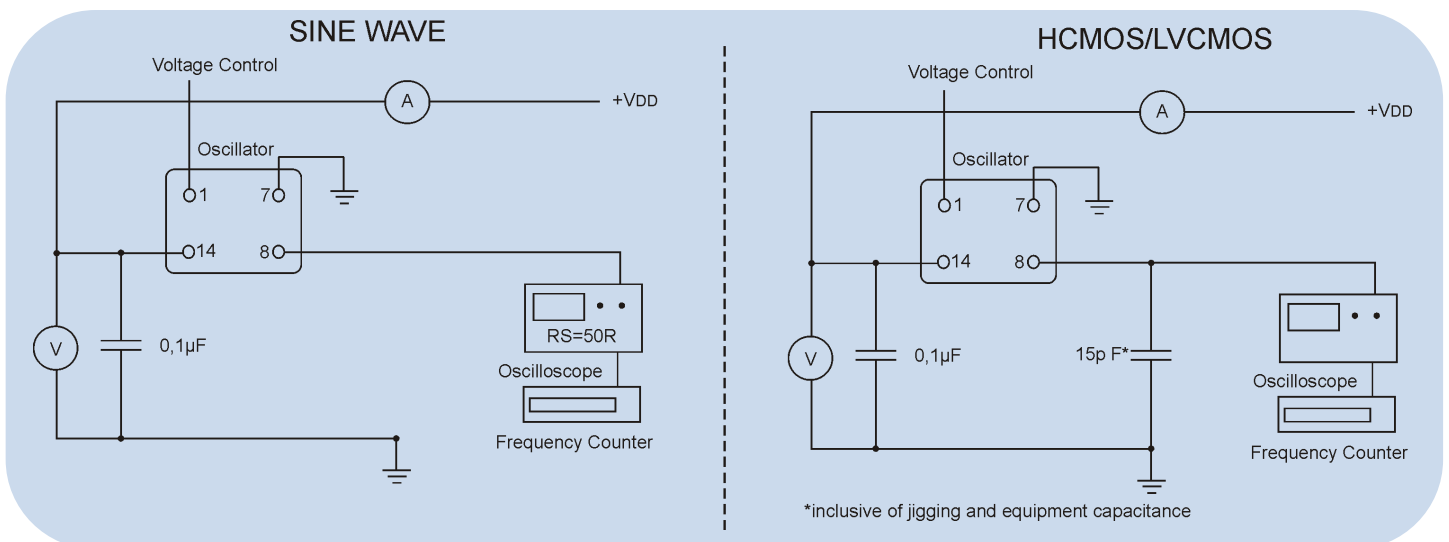 SINE WAVE
Voltage Control
A
+VDD
Oscillator
1
7
14
8
V
0,1µF
RS=50R
Oscilloscope
Frequency Counter
HCMOS/LVCMOS
Voltage Control
A
+VDD
Oscillator
1
7
14
8
V
0,1µF
15p F*
Oscilloscope
Frequency Counter
*inclusive of jigging and equipment capacitance